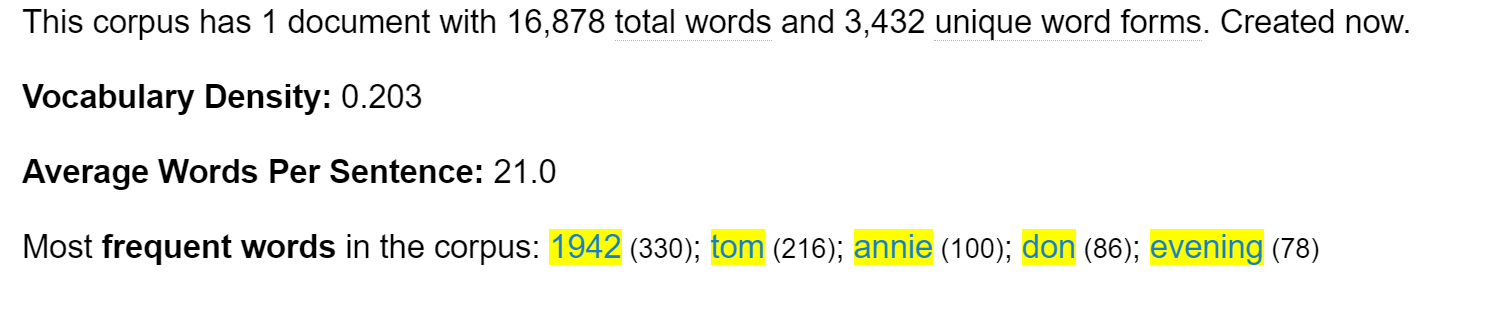 This corpus has 1 document with 16,878 total words and 3,432 unique word forms. Created now.
Vocabulary Density: 0.203
Average Words Per Sentence: 21.0
Most frequent words in the corpus: 1942 (330); tom (216); annie (100); don (86); evening (78)